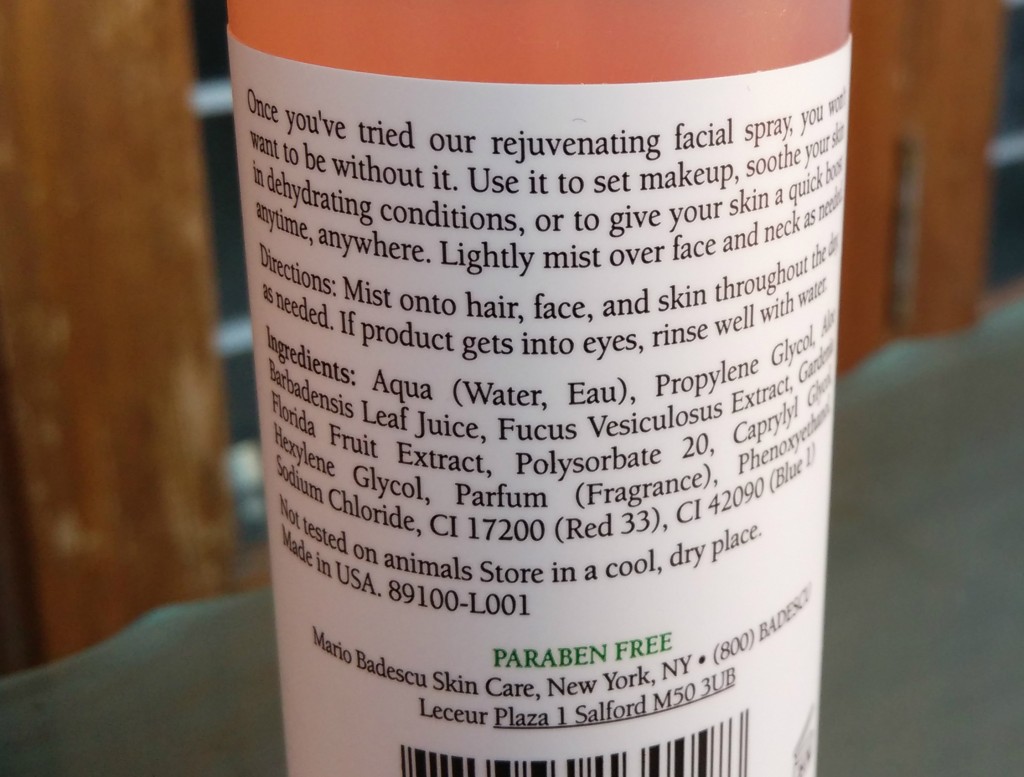 Once you've tried our rejuvenating facial spray, you won't
want to be without it. Use it to set makeup, soothe your skin
in dehydrating conditions, or to give your skin a quick boost
anytime, anywhere. Lightly mist over face and neck as needed.
Directions: Mist onto hair, face, and skin throughout the day
as needed. If product gets into eyes, rinse well with water.
Ingredients: Aqua (Water, Eau), Propylene Glycol, Aloe
Barbadensis Leaf Juice, Fucus Vesiculosus Extract, Gardenia
Florida Fruit Extract, Polysorbate 20, Caprylyl Glycol,
Hexylene Glycol, Parfum (Fragrance), Phenoxyethanol,
Sodium Chloride, CI 17200 (Red 33), CI 42090 (Blue 1)
Not tested on animals Store in a cool, dry place.
Made in USA. 89100-L001
PARABEN FREE
Mario Badescu Skin Care, New York, NY • (800) BADESCU
Leceur Plaza 1 Salford M50 3UB